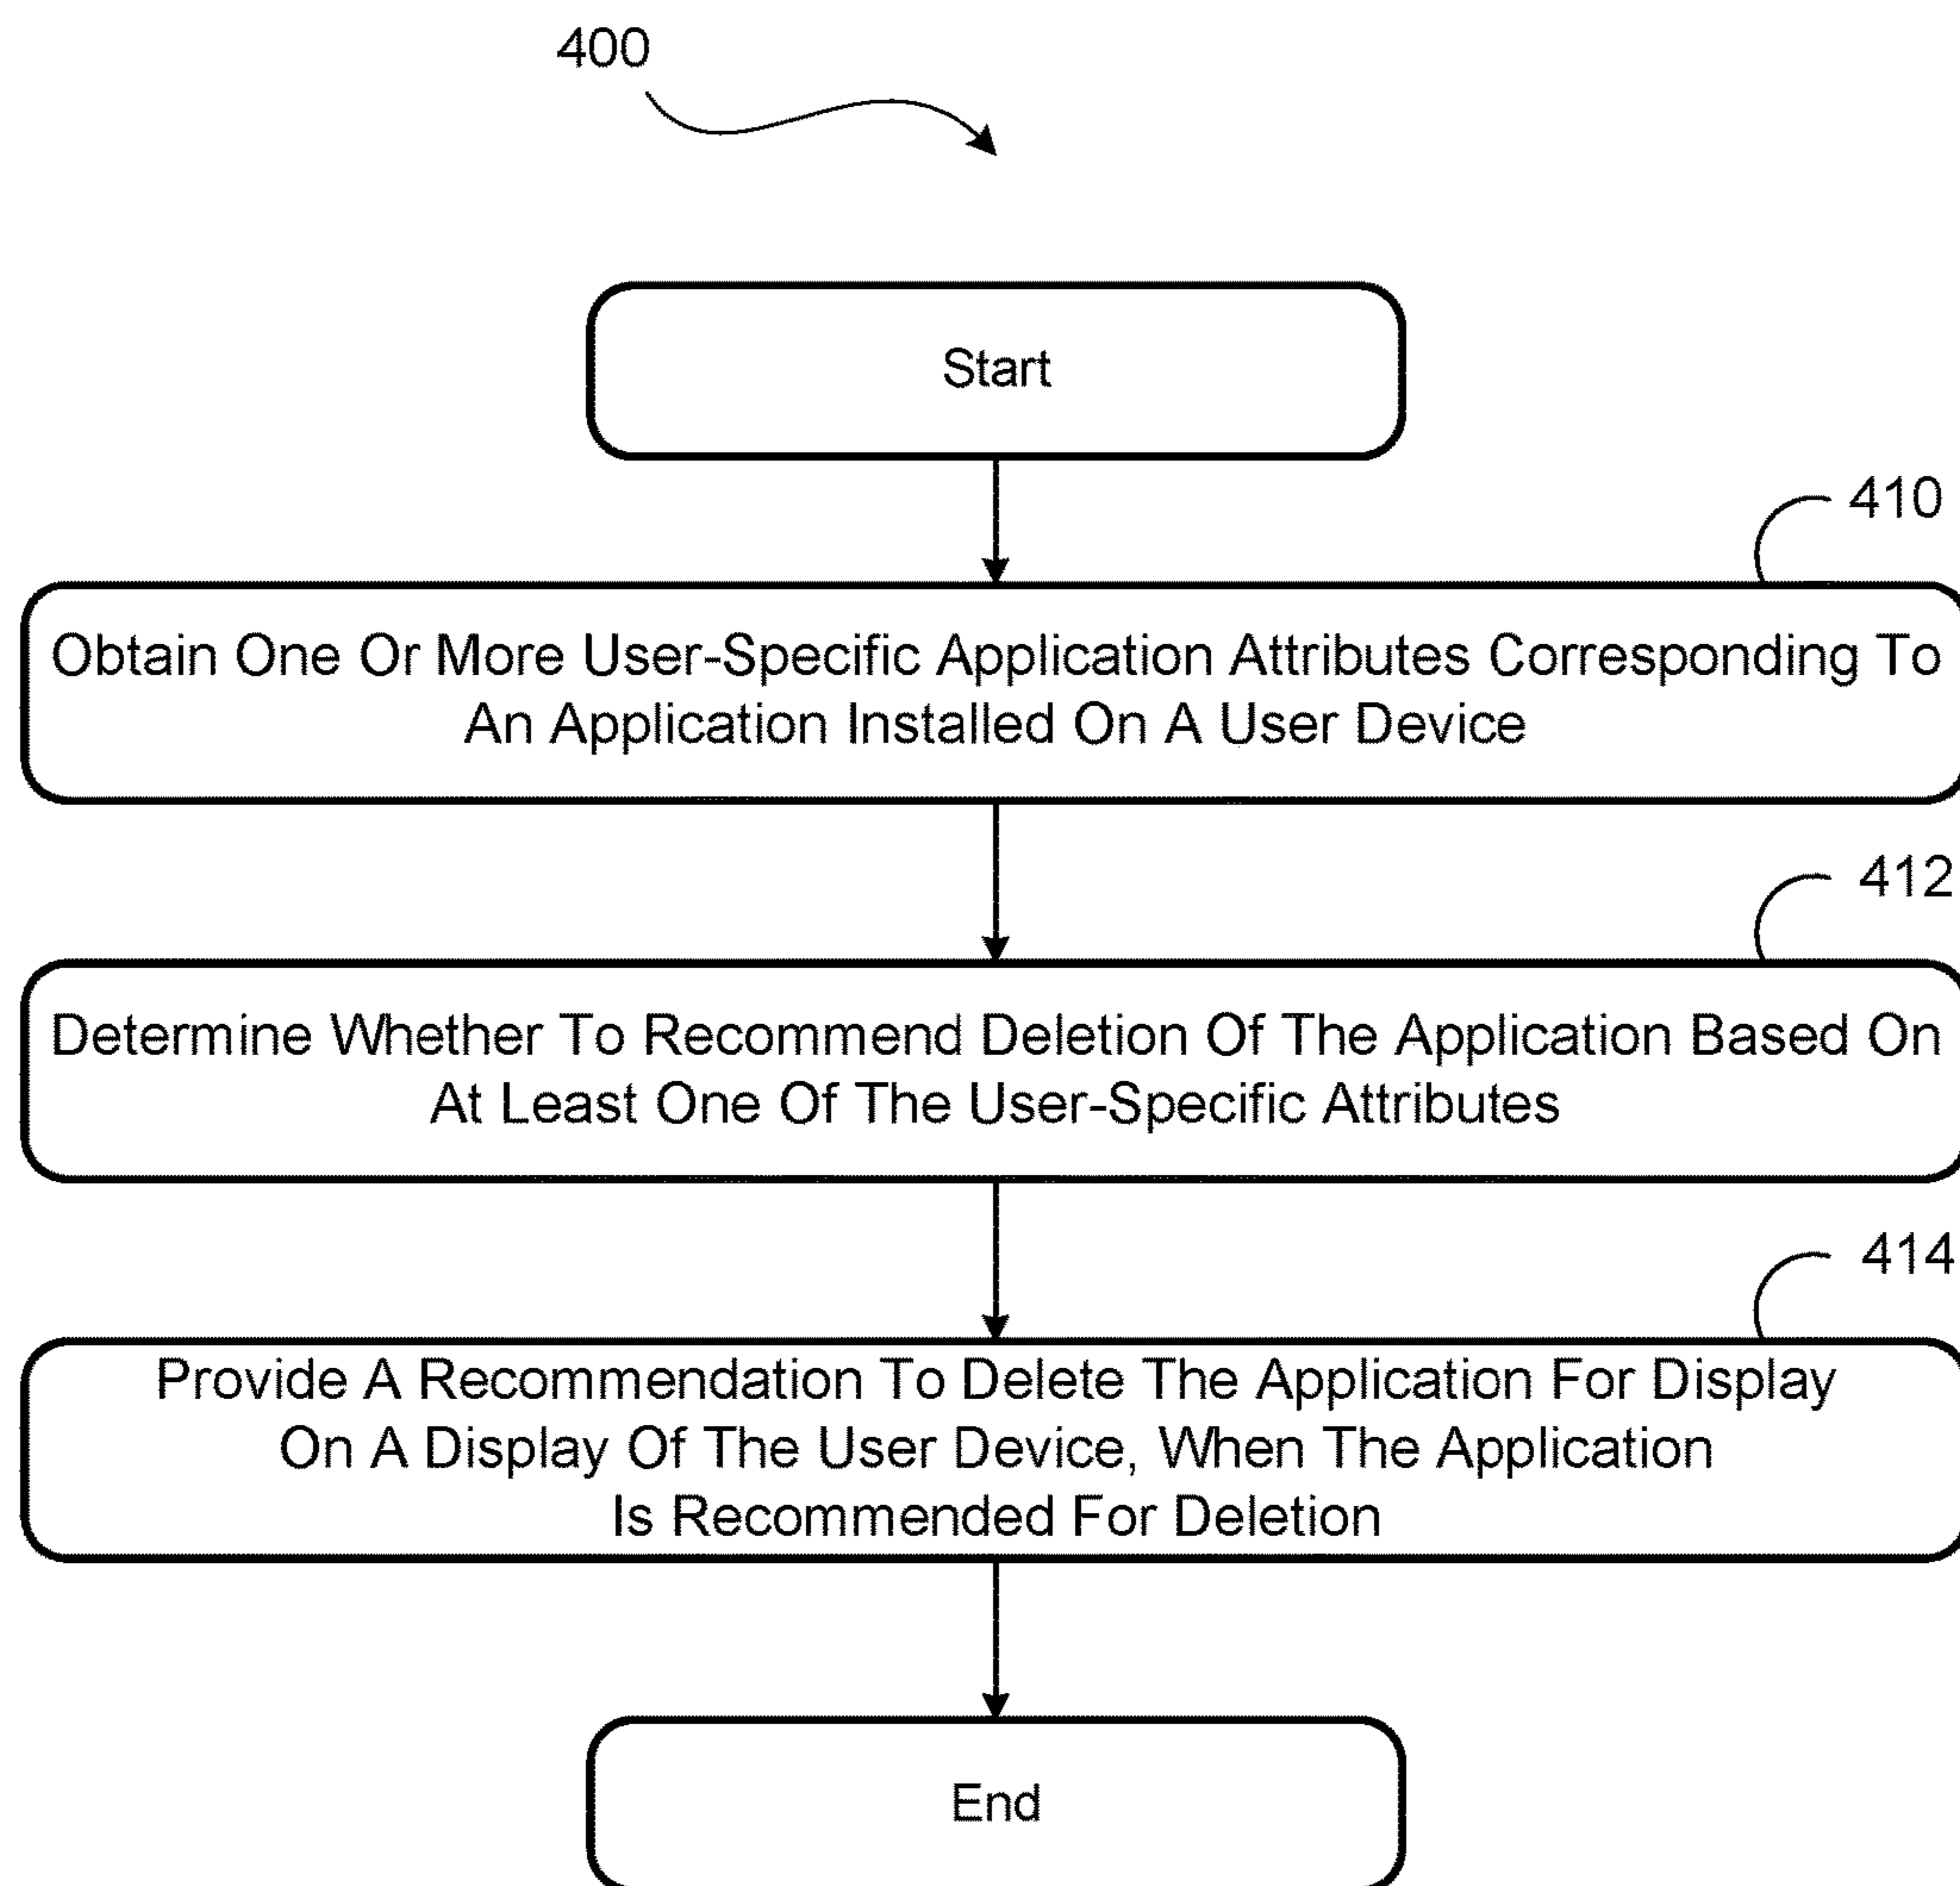 400
Start
410
Obtain One Or More User-Specific Application Attributes Corresponding To
An Application Installed On A User Device
412
Determine Whether To Recommend Deletion Of The Application Based On
At Least One Of The User-Specific Attributes
414
Provide A Recommendation To Delete The Application For Display
On A Display Of The User Device, When The Application
Is Recommended For Deletion
End